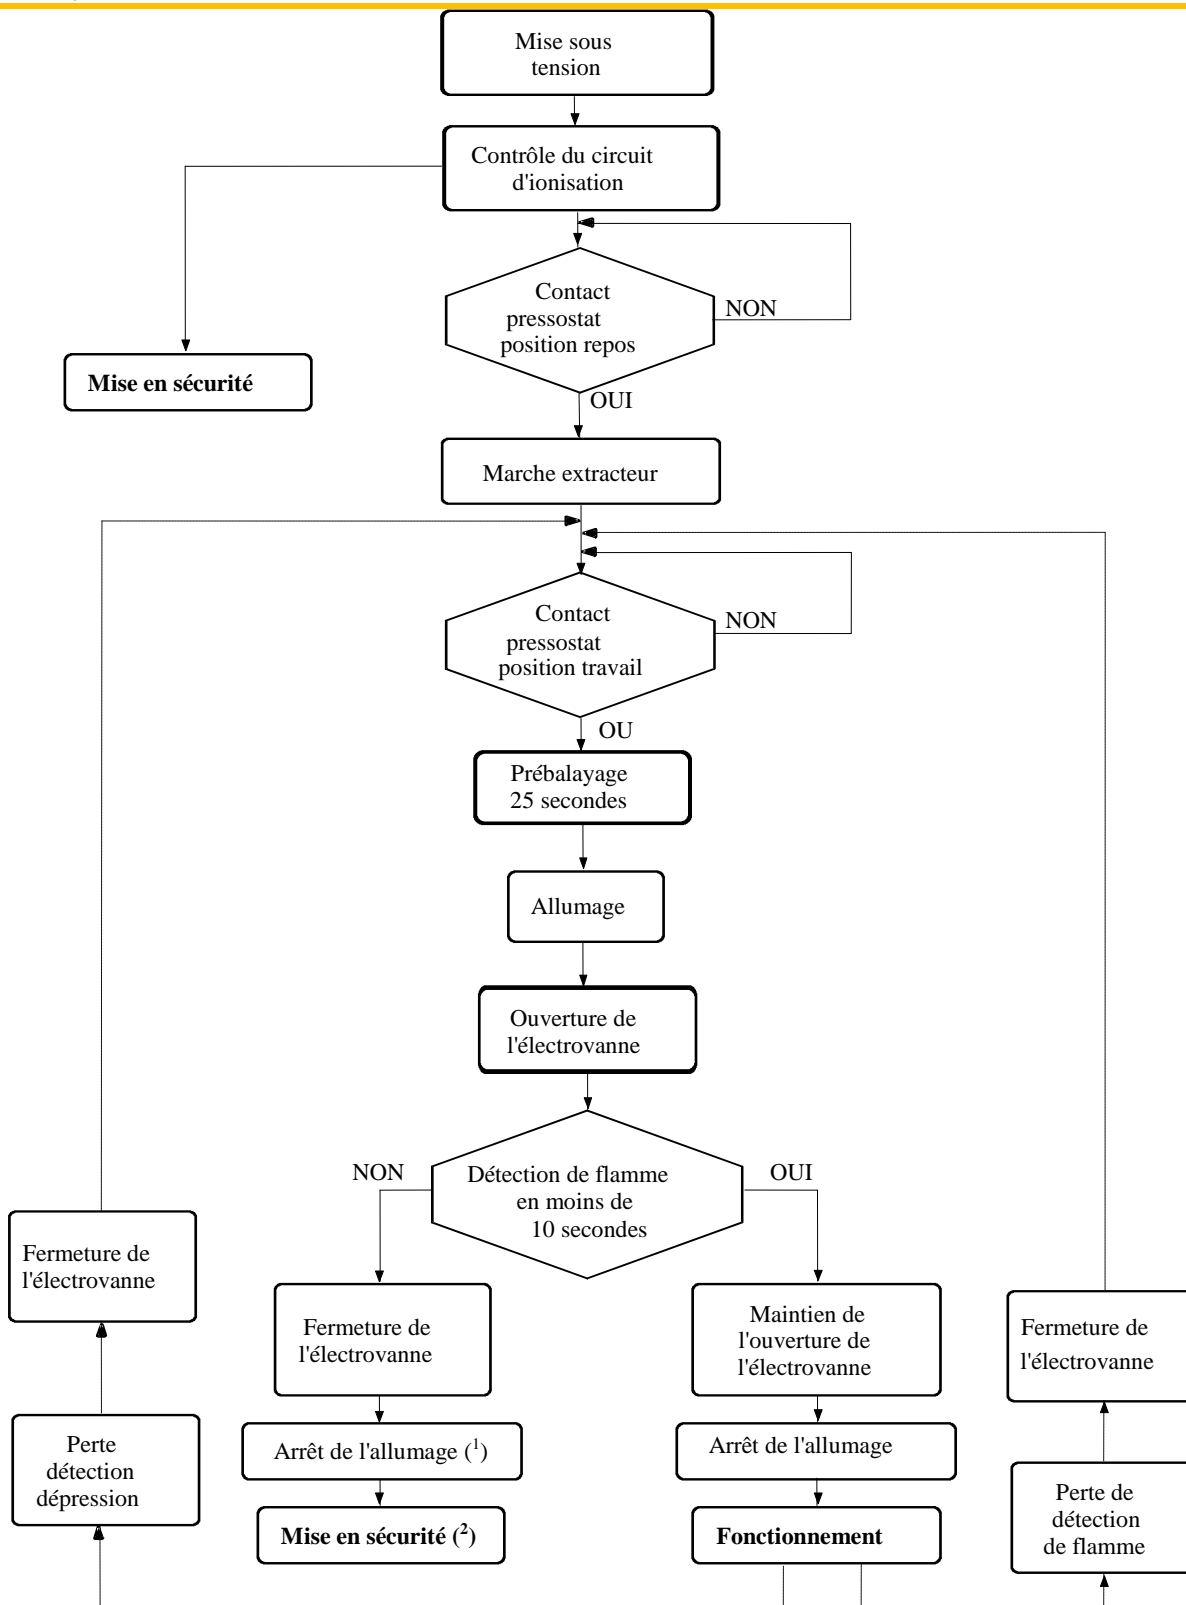 Mise sous
tension
Contrôle du circuit
d'ionisation
Contact
pressostat
position repos
NON
Mise en sécurité
OUI
Marche extracteur
Contact
pressostat
position travail
NON
OU
Prébalayage
25 secondes
Allumage
Ouverture de
l'électrovanne
NON
Détection de flamme
en moins de
10 secondes
OUI
Fermeture de
l'électrovanne
Fermeture de
l'électrovanne
Maintien de
l'ouverture de
l'électrovanne
Fermeture de
l'électrovanne
Perte
détection
dépression
Arrêt de l'allumage (1)
Arrêt de l'allumage
Perte de
détection
de flamme
Mise en sécurité (2)
Fonctionnement